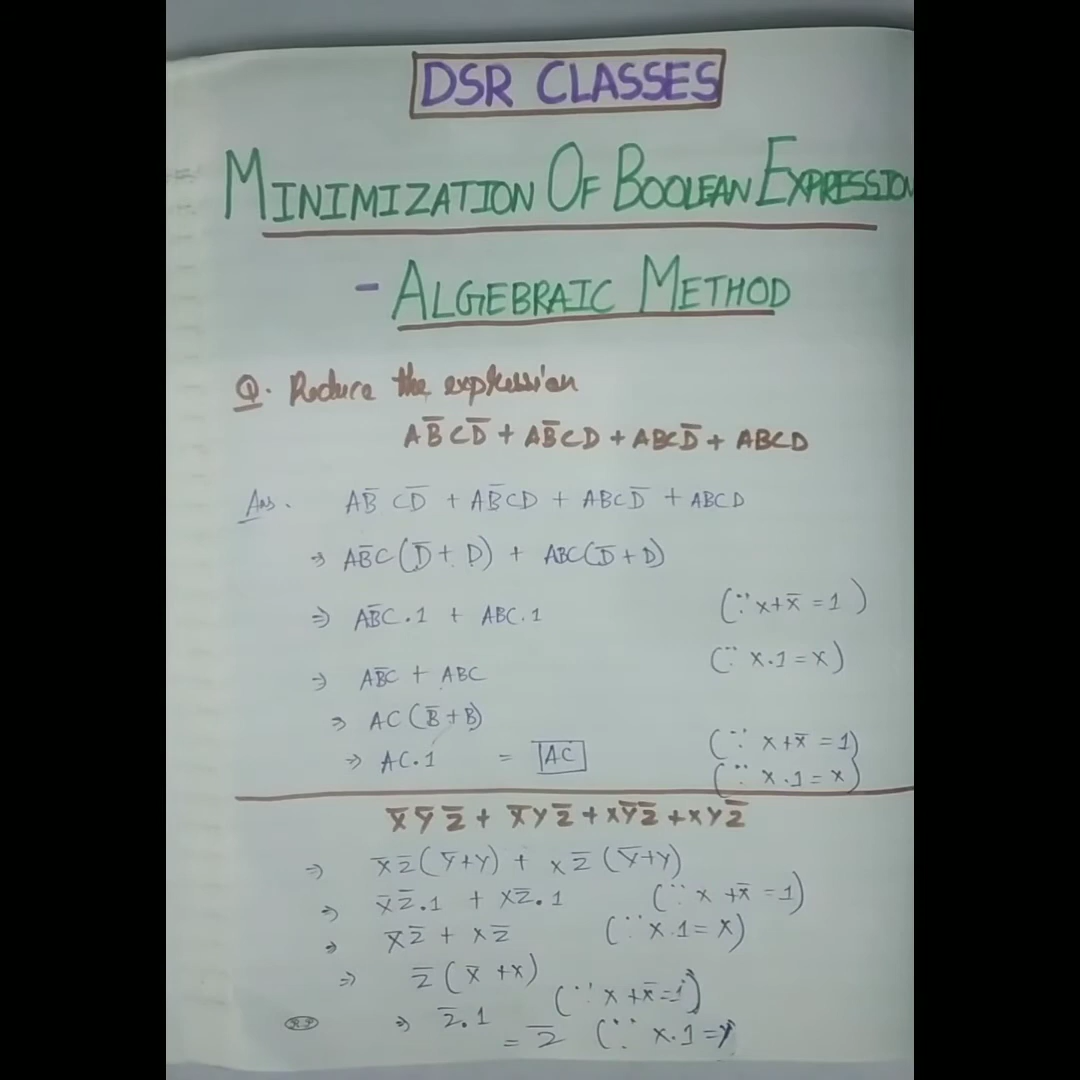 DSR CLASSES
MINIMIZATION OF BOOLEAN EXPRESSION
- ALGEBRAIC METHOD
Q. Reduce the expression
AB̅CD̅ + AB̅CD + ABCD̅ + ABCD
Ans. AB̅CD̅ + AB̅CD + ABCD̅ + ABCD
⇒ AB̅C(D̅+D) + ABC(D̅+D)
⇒ AB̅C.1 + ABC.1 (∵ x+x̅=1)
⇒ AB̅C + ABC (∵ x.1=x)
⇒ AC(B̅+B)
⇒ AC.1 = AC (∵ x+x̅=1)
(∵ x.1=x)
X̅Y̅Z̅ + X̅YZ̅ + XY̅Z̅ + XYZ̅
⇒ X̅Z̅(Y̅+Y) + XZ̅(Y̅+Y)
⇒ X̅Z̅.1 + XZ̅.1 (∵ x+x̅=1)
⇒ X̅Z̅ + XZ̅ (∵ x.1=x)
⇒ Z̅(X̅+X)
⇒ Z̅.1 (∵ x+x̅=1)
= Z̅ (∵ x.1=